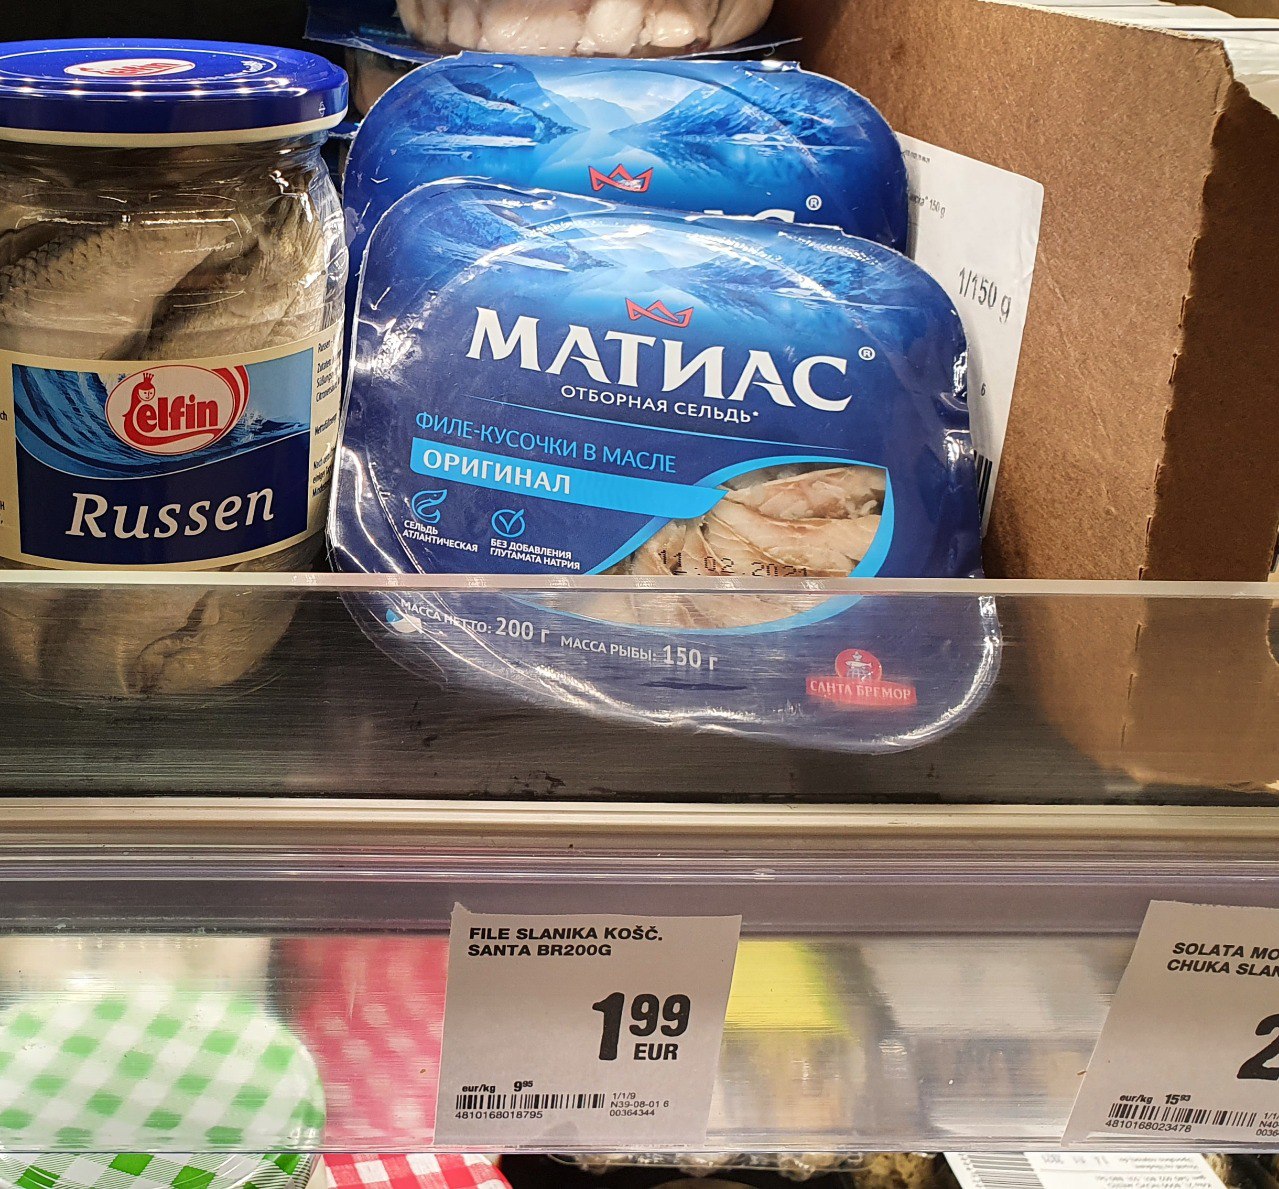 elfin
elfin
Russen
®
1/150 g
6
МАТИАС®
ОТБОРНАЯ СЕЛЬДЬ*
ФИЛЕ-КУСОЧКИ В МАСЛЕ
ОРИГИНАЛ
СЕЛЬДЬ
АТЛАНТИЧЕСКАЯ
БЕЗ ДОБАВЛЕНИЯ
ГЛУТАМАТА НАТРИЯ
11.02.2021
МАССА НЕТТО: 200 г МАССА РЫБЫ: 150 г
САНТА БРЕМОР
FILE SLANIKA KOŠČ.
SANTA BR200G
1 99
EUR
eur/kg 9 95
1/1/9
N39-08-01 6
4810168018795
00364344
SOLATA MO
CHUKA SLAN
2
eur/kg 15 93
4810168023478